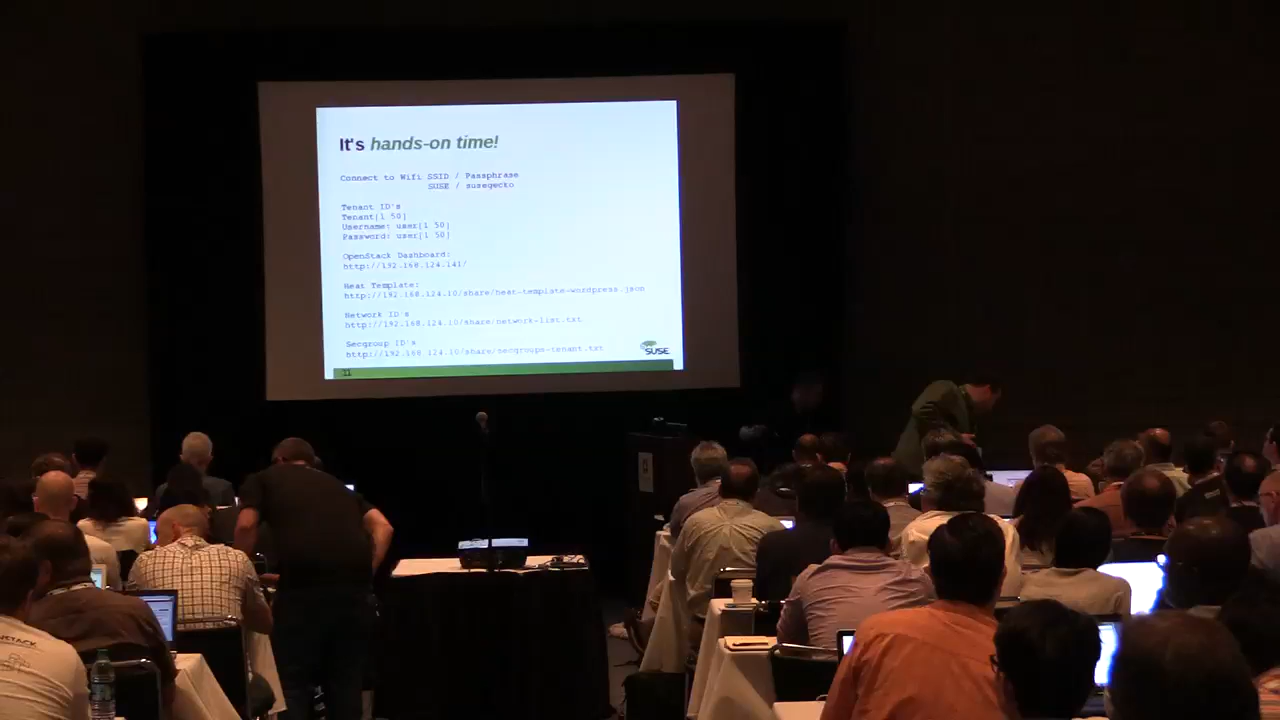 It's hands-on time!
Connect to Wifi SSID / Passphrase
SUSE / susegecko
Tenant ID's
Tenant[1 50]
Username: user[1 50]
Password: user[1 50]
OpenStack Dashboard:
http://192.168.124.141/
Heat Template:
http://192.168.124.10/share/heat-template-wordpress.json
Network ID's
http://192.168.124.10/share/network-list.txt
Secgroup ID's
http://192.168 124.10/share/secgroups-tenant.txt
SUSE
11